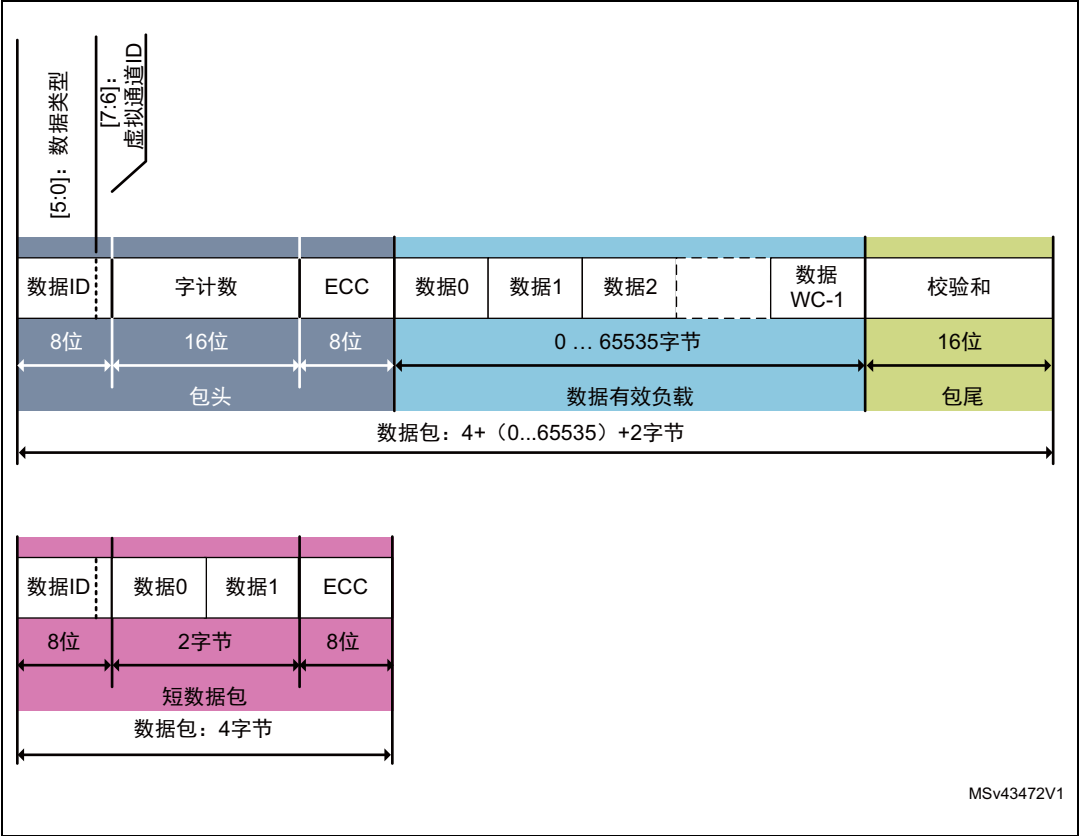 [5:0]：数据类型
[7:6]：
虚拟通道ID
数据ID
字计数
ECC
数据0
数据1
数据2
数据
WC-1
校验和
8位
16位
8位
0 … 65535字节
16位
包头
数据有效负载
包尾
数据包：4+（0...65535）+2字节
数据ID
数据0
数据1
ECC
8位
2字节
8位
短数据包
数据包：4字节
MSv43472V1